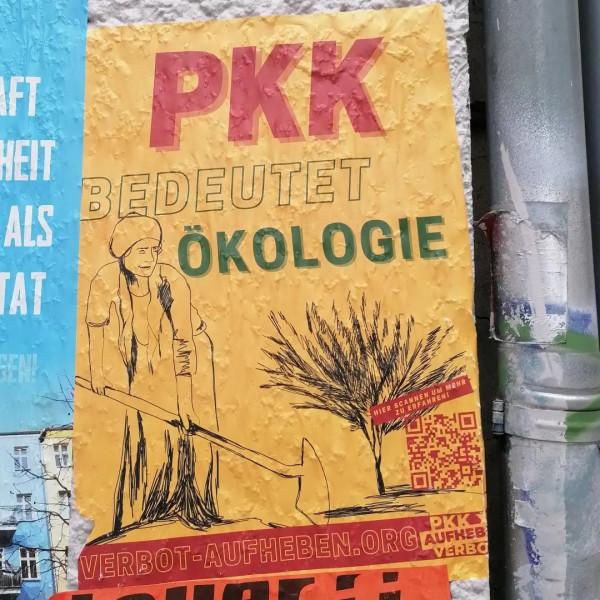 AFT
HEIT
ALS
TAT
GEN!
PKK
BEDEUTET
ÖKOLOGIE
HIER SCANNEN UM MEHR
ZU ERFAHREN!
VERBOT-AUFHEBEN.ORG
PKK
AUFHEB
VERBO